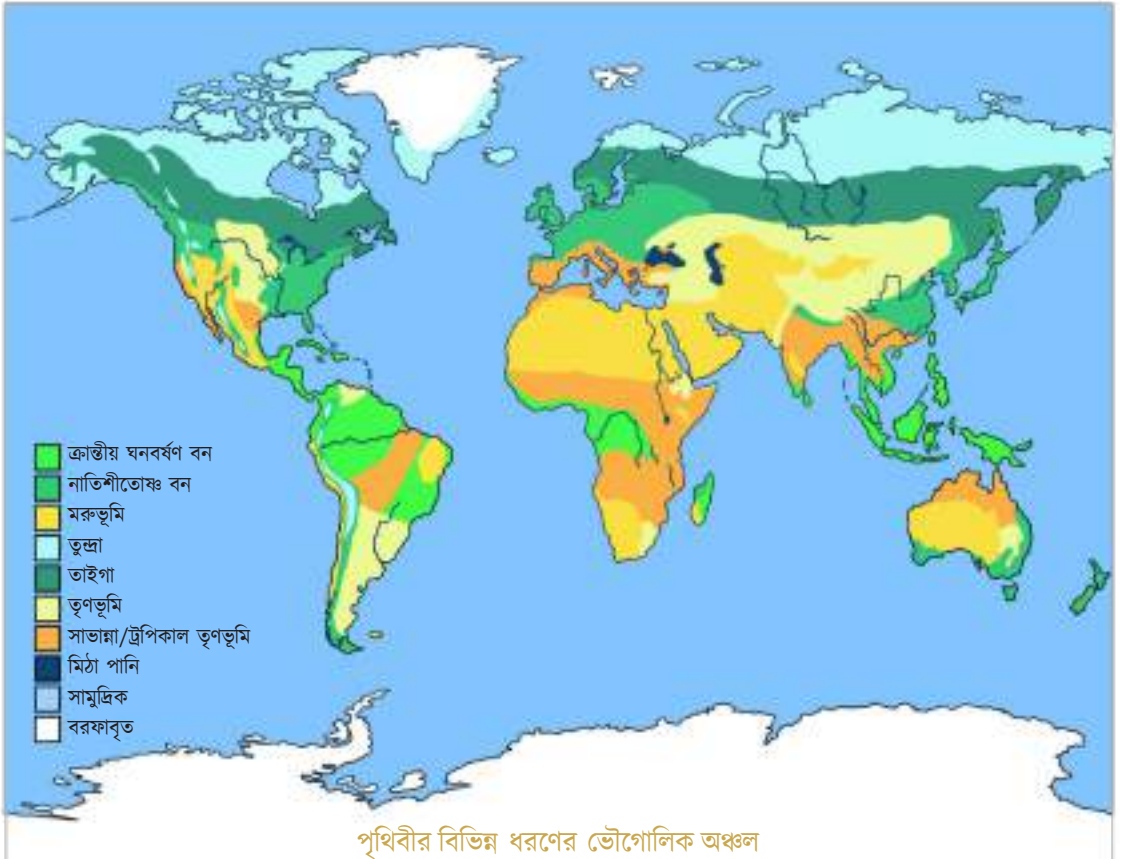 ক্রান্তীয় ঘনবর্ষণ বন
নাতিশীতোষ্ণ বন
মরুভূমি
তুন্দ্রা
তাইগা
তৃণভূমি
সাভান্না/ট্রপিকাল তৃণভূমি
মিঠা পানি
সামুদ্রিক
বরফাবৃত
পৃথিবীর বিভিন্ন ধরণের ভৌগোলিক অঞ্চল